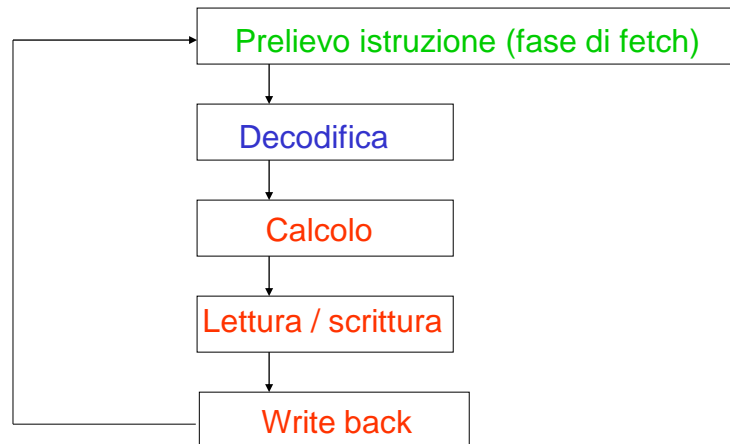 Prelievo istruzione (fase di fetch)
Decodifica
Calcolo
Lettura / scrittura
Write back